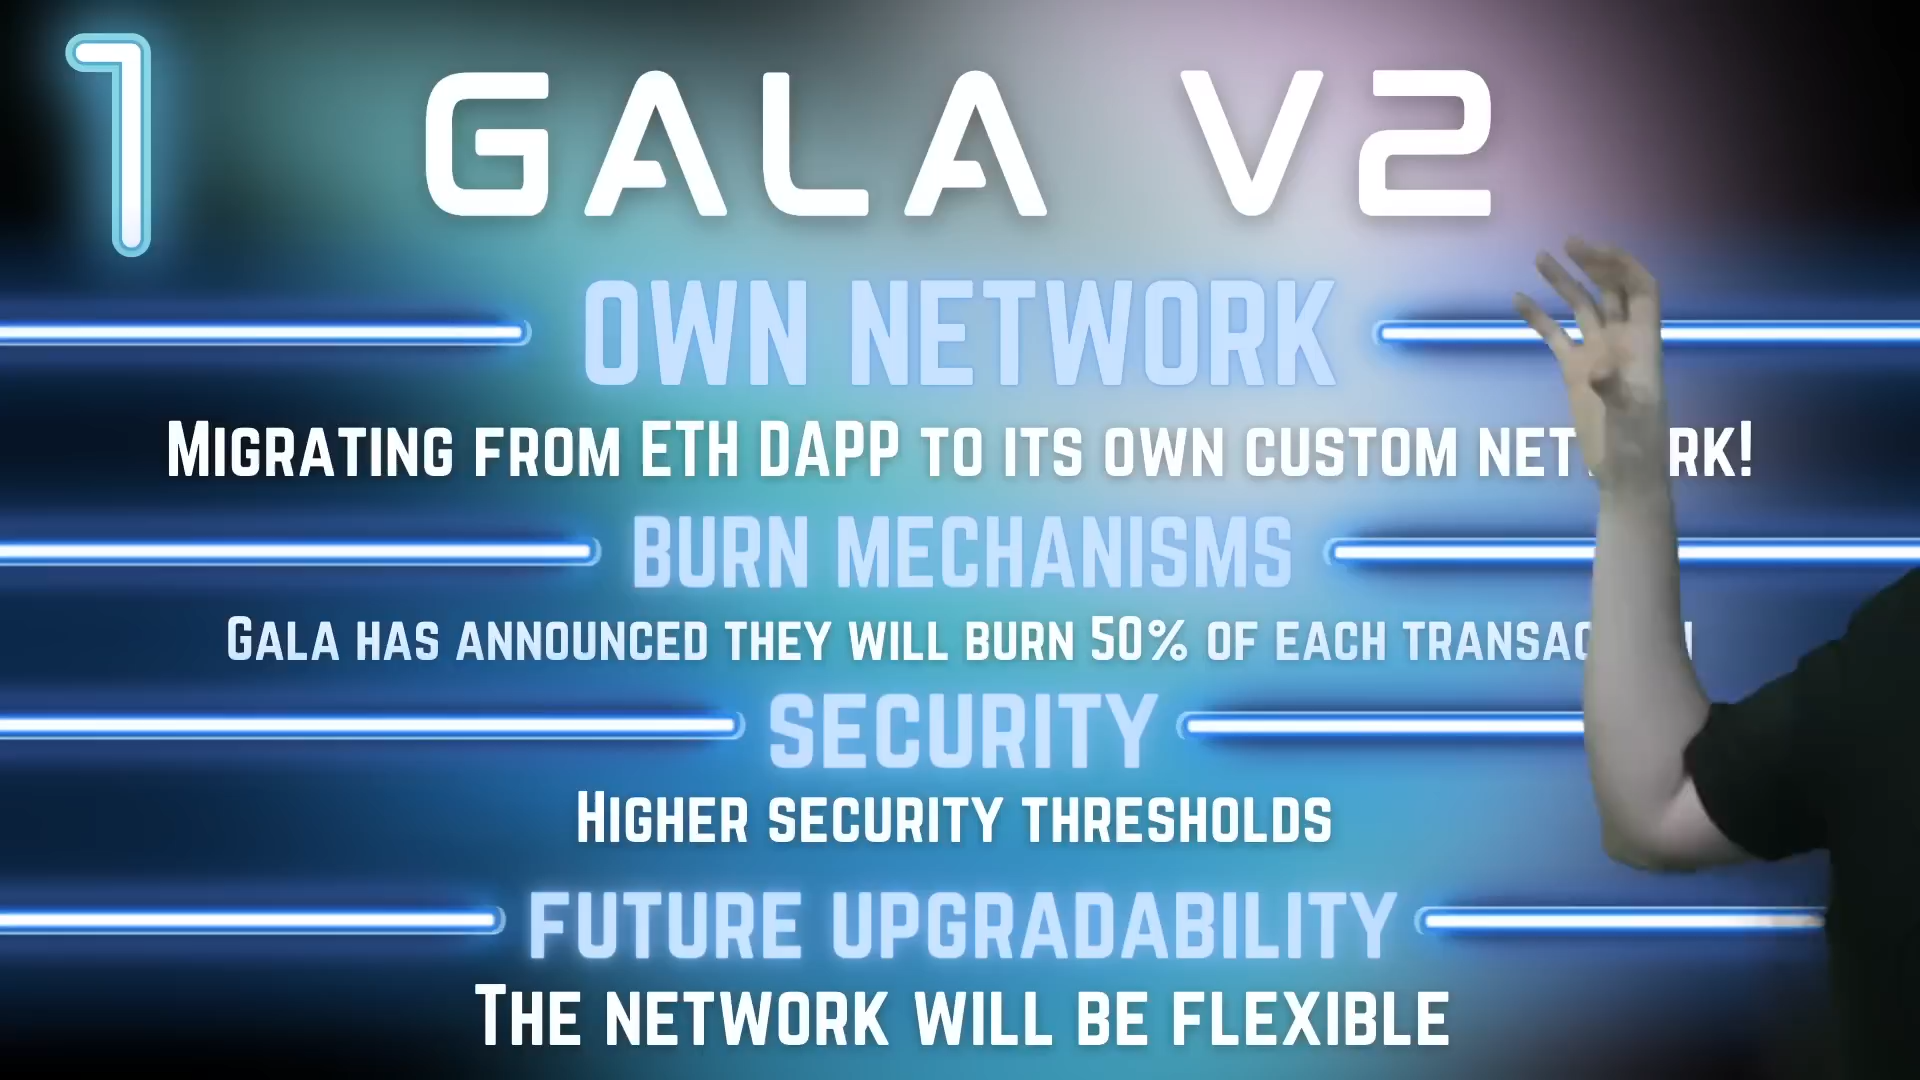 1
GALA V2
OWN NETWORK
MIGRATING FROM ETH DAPP TO ITS OWN CUSTOM
BURN MECHANISMS
GALA HAS ANNOUNCED THEY WILL BURN 50% OF EACH
SECURITY
HIGHER SECURITY THRESHOLDS
FUTURE UPGRADABILITY
THE NETWORK WILL BE FLEXIBLE